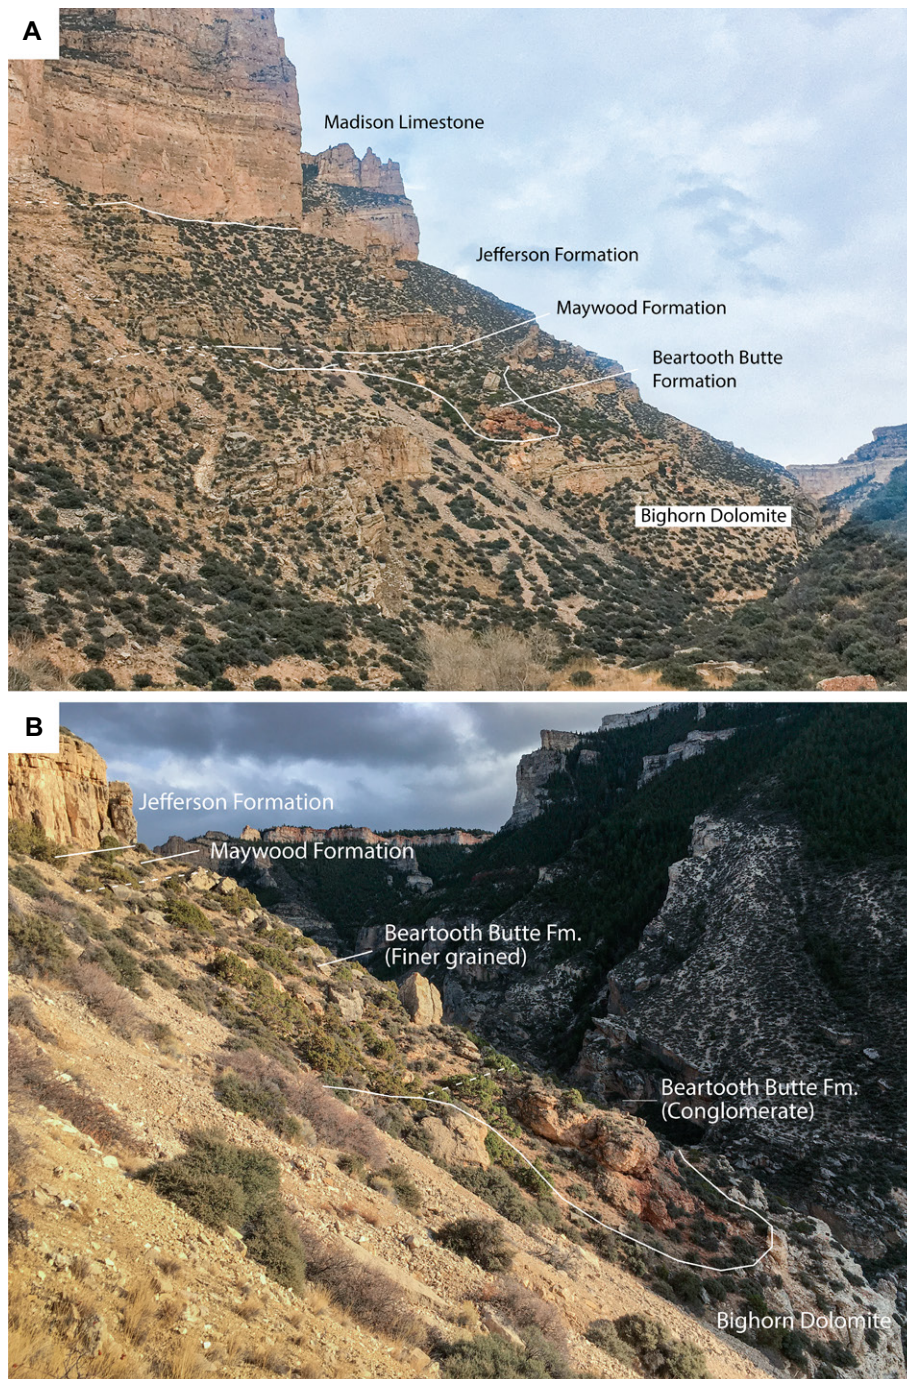 A
Madison Limestone
Jefferson Formation
Maywood Formation
Beartooth Butte
Formation
Bighorn Dolomite
B
Jefferson Formation
Maywood Formation
Beartooth Butte Fm.
(Finer grained)
Beartooth Butte Fm.
(Conglomerate)
Bighorn Dolomite